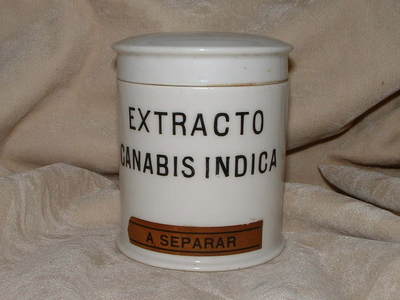 EXTRACTO
CANABIS INDICA
A SEPARAR